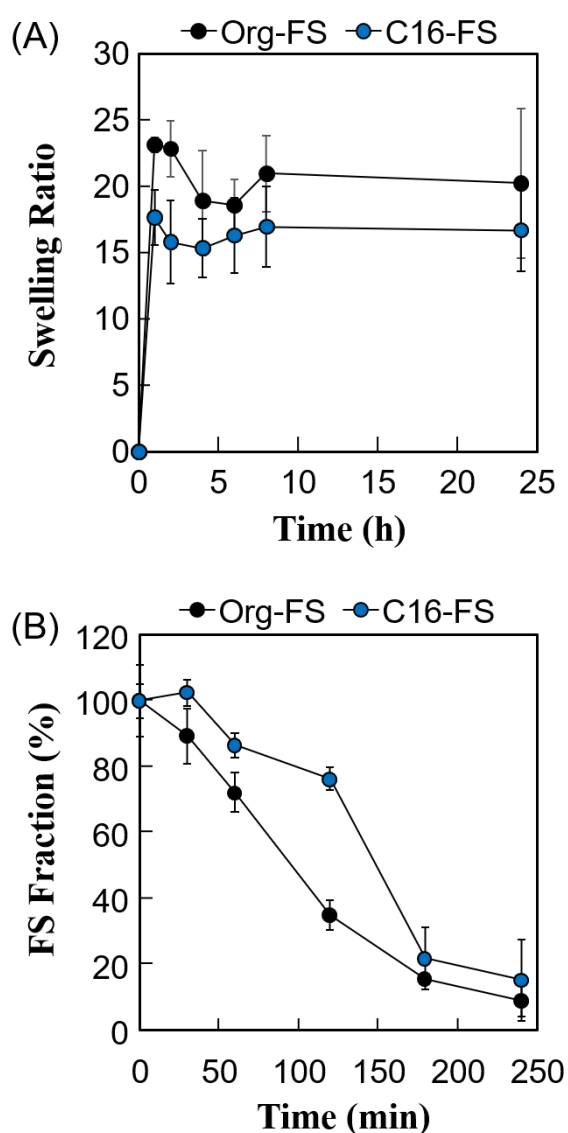 (A)
Org-FS C16-FS
30
25
20
15
10
5
0
Swelling Ratio
0 5 10 15 20 25
Time (h)
(B)
Org-FS C16-FS
120
100
80
60
40
20
0
FS Fraction (%)
0 50 100 150 200 250
Time (min)